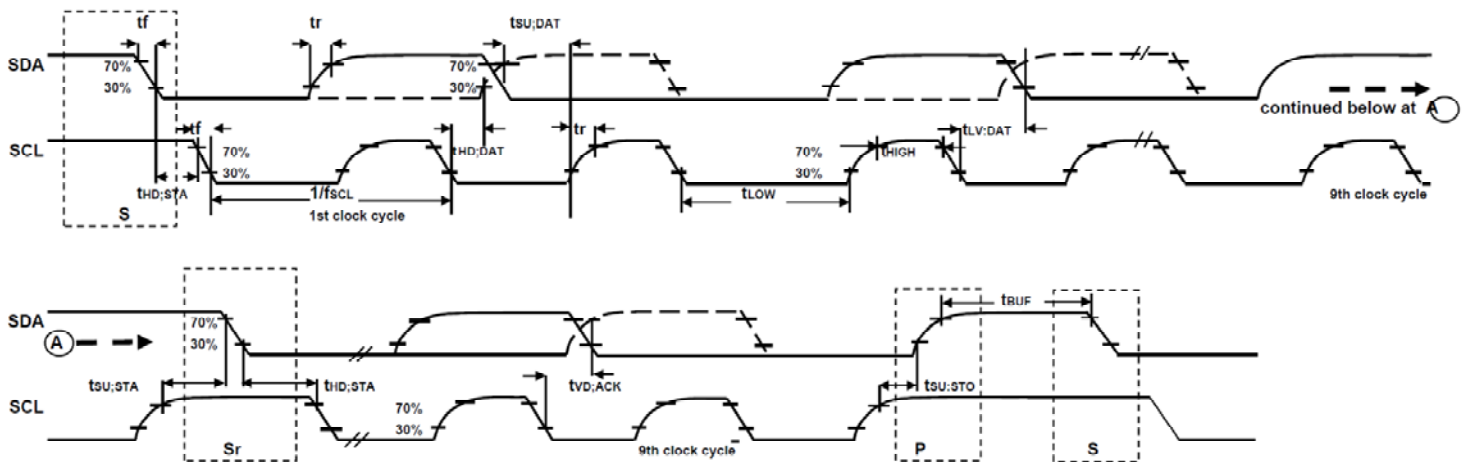 tf tr tSU;DAT
SDA 70% 30% 70% 30%
continued below at A
tf tHD;DAT tr tHIGH tLV;DAT
SCL 70% 30% 70% 30%
tHD;STA 1/fSCL tLOW
S 1st clock cycle 9th clock cycle
tBUF
SDA 70%
A 30%
tSU;STA tHD;STA tVD;ACK tSU:STO
SCL 70% 30%
Sr 9th clock cycle P S